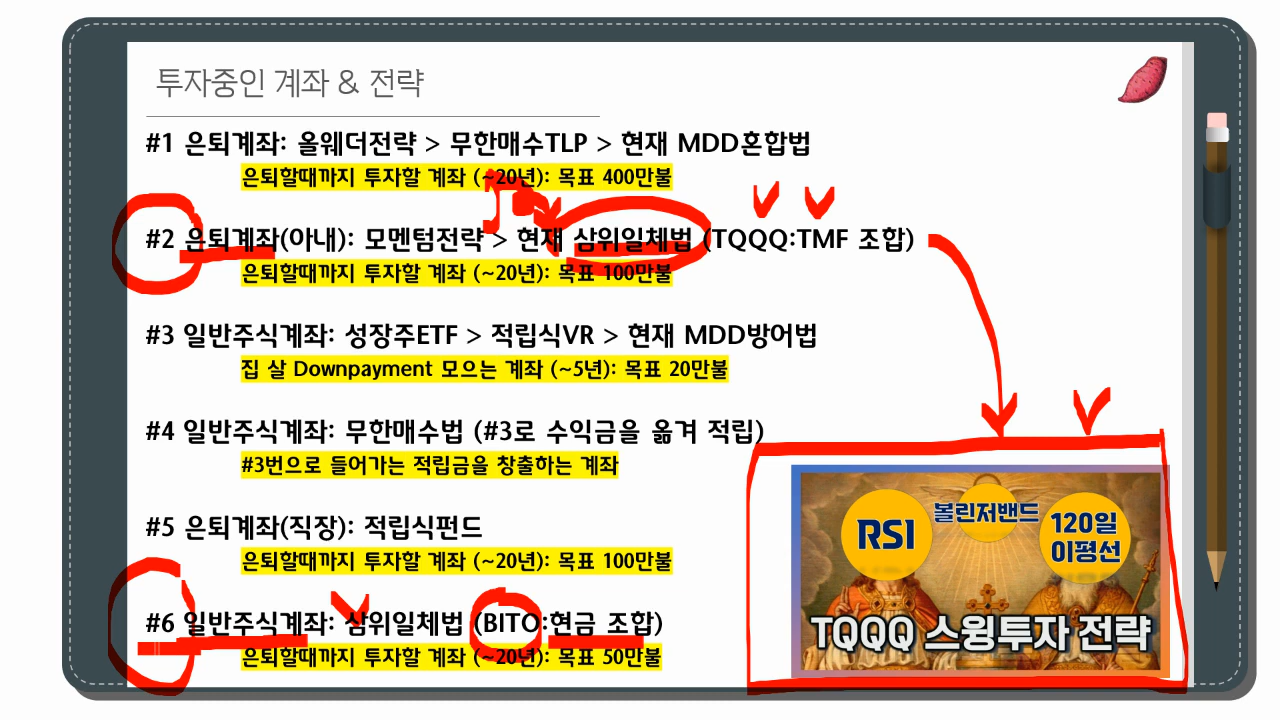 투자중인 계좌 & 전략
#1 은퇴계좌: 올웨더전략 > 무한매수TLP > 현재 MDD혼합법
은퇴할때까지 투자할 계좌 (~20년): 목표 400만불
#2 은퇴계좌(아내): 모멘텀전략 > 현재 삼위일체법 (TQQQ:TMF 조합)
은퇴할때까지 투자할 계좌 (~20년): 목표 100만불
#3 일반주식계좌: 성장주ETF > 적립식VR > 현재 MDD방어법
집 살 Downpayment 모으는 계좌 (~5년): 목표 20만불
#4 일반주식계좌: 무한매수법 (#3로 수익금을 옮겨 적립)
#3번으로 들어가는 적립금을 창출하는 계좌
#5 은퇴계좌(직장): 적립식펀드
은퇴할때까지 투자할 계좌 (~20년): 목표 100만불
#6 일반주식계좌: 삼위일체법 (BITO:현금 조합)
은퇴할때까지 투자할 계좌 (~20년): 목표 50만불
RSI
볼린저밴드
120일
이평선
TQQQ 스윙투자 전략